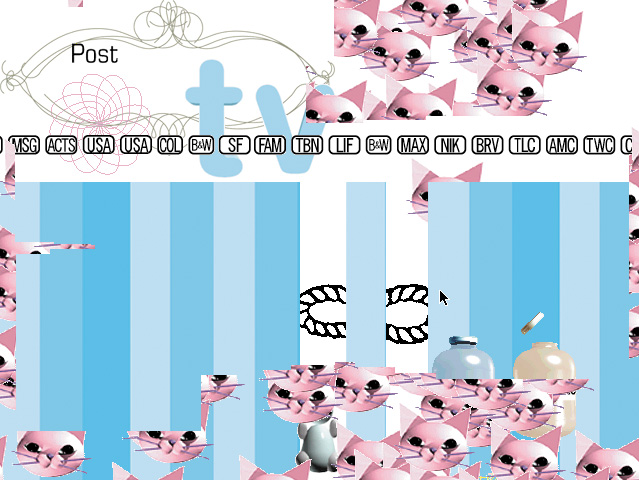 Post
tv
MSG ACTS USA USA COL B&W SF FAM TBN LIF B&W MAX NIK BRV TLC AMC TWC